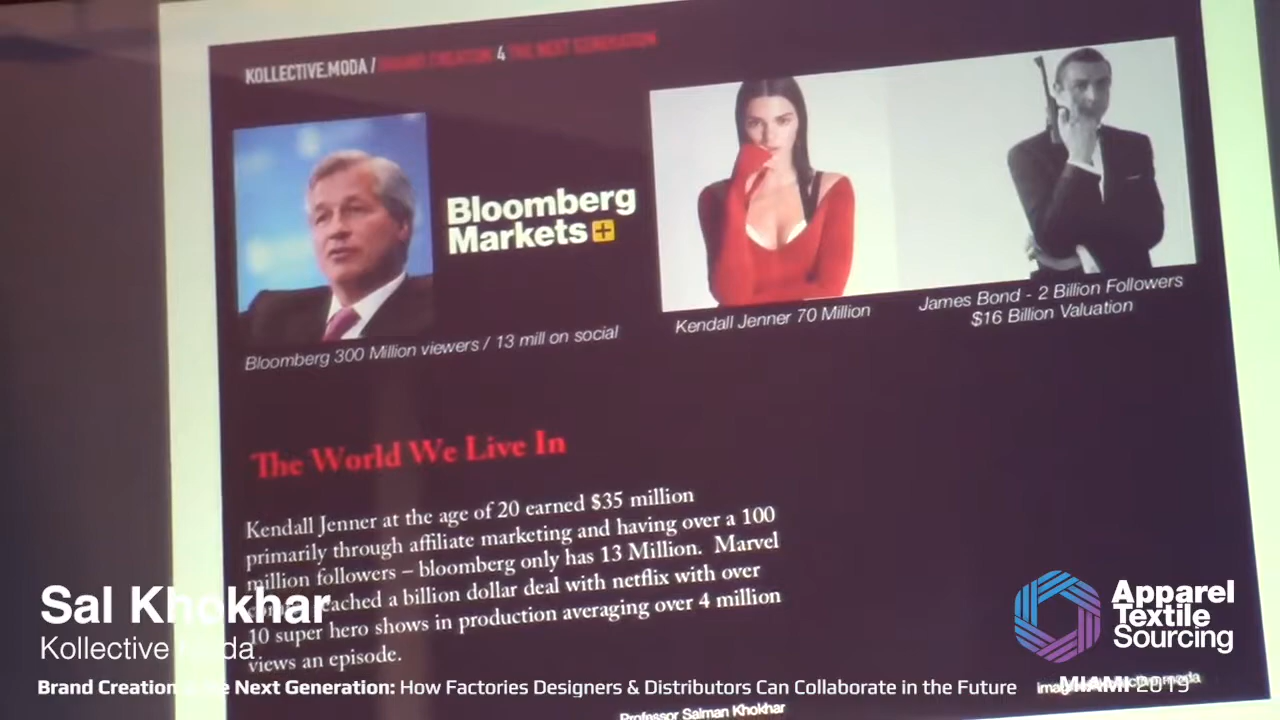 KOLLECTIVE.MODA / BRAND CREATION 4 THE NEXT GENERATION
Bloomberg
Markets+
Bloomberg 300 Million viewers / 13 mill on social
Kendall Jenner 70 Million
James Bond - 2 Billion Followers
$16 Billion Valuation
The World We Live In
Kendall Jenner at the age of 20 earned $35 million
primarily through affiliate marketing and having over a 100
million followers – bloomberg only has 13 Million. Marvel
reached a billion dollar deal with netflix with over
10 super hero shows in production averaging over 4 million
views an episode.
Sal Khokhar
Kollective Moda
Brand Creation & the Next Generation: How Factories Designers & Distributors Can Collaborate in the Future
Professor Salman Khokhar
Apparel
Textile
Sourcing
MIAMI 2019